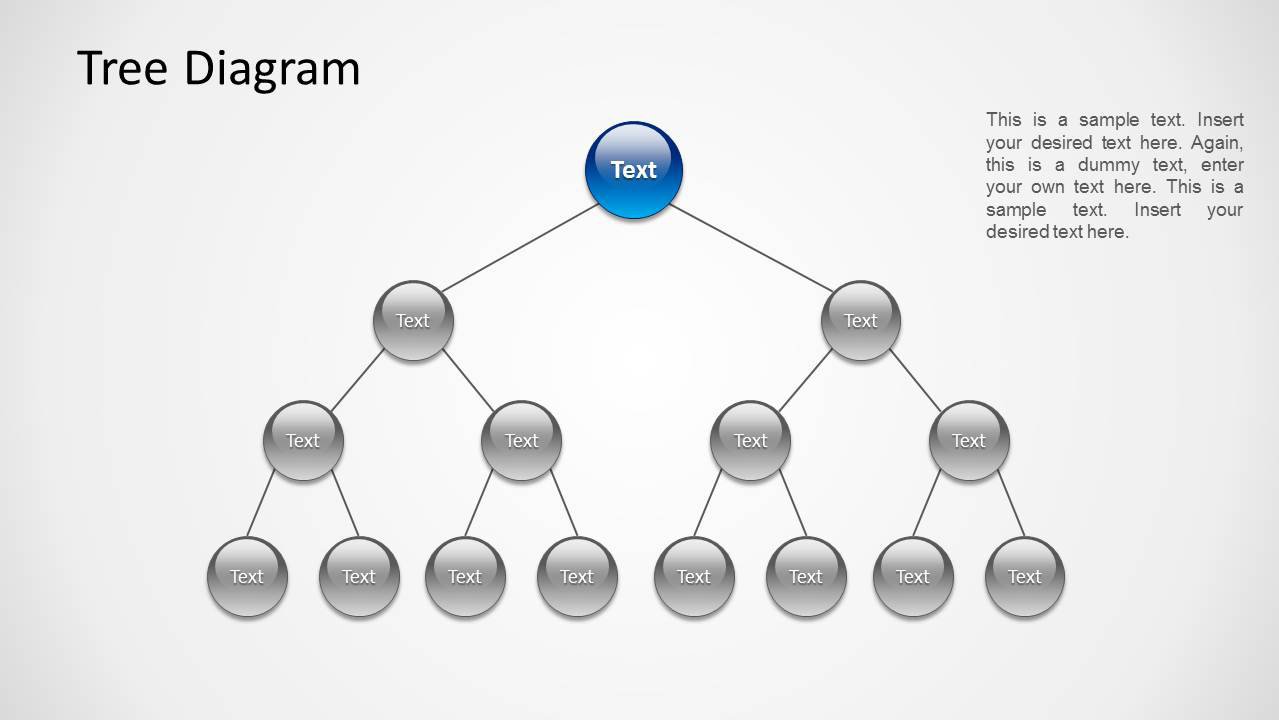 Tree Diagram
This is a sample text. Insert
your desired text here. Again,
this is a dummy text, enter
your own text here. This is a
sample text. Insert your
desired text here.
Text
Text Text
Text Text Text Text
Text Text Text Text Text Text Text Text